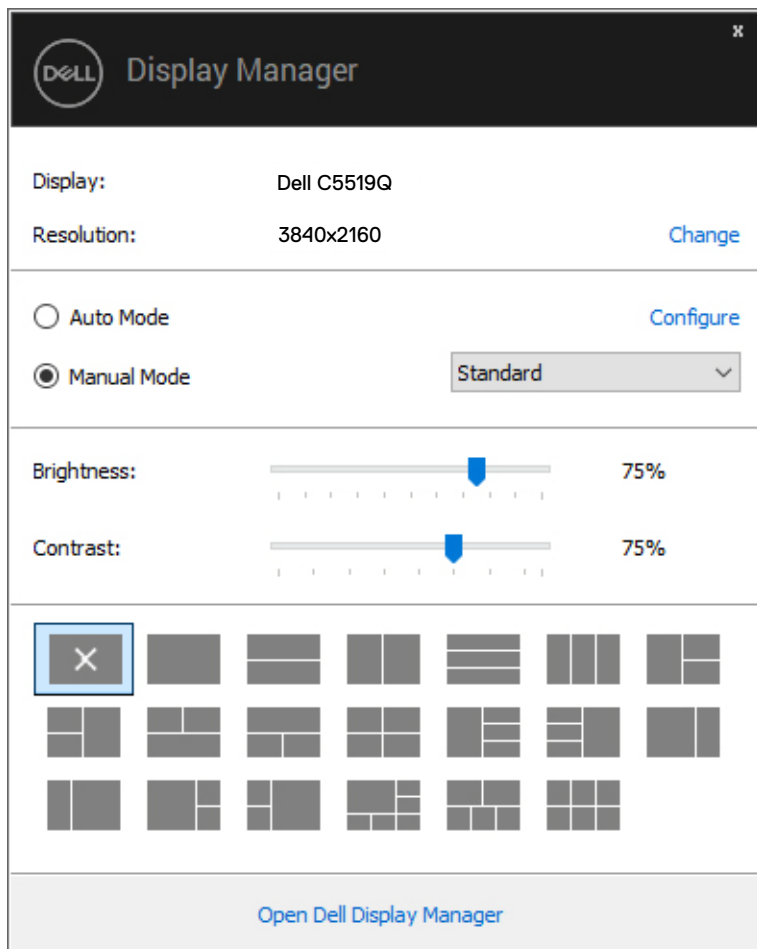 x
DELL Display Manager
Display: Dell C5519Q
Resolution: 3840x2160 Change
Auto Mode Configure
Manual Mode Standard
Brightness: 75%
Contrast: 75%
Open Dell Display Manager